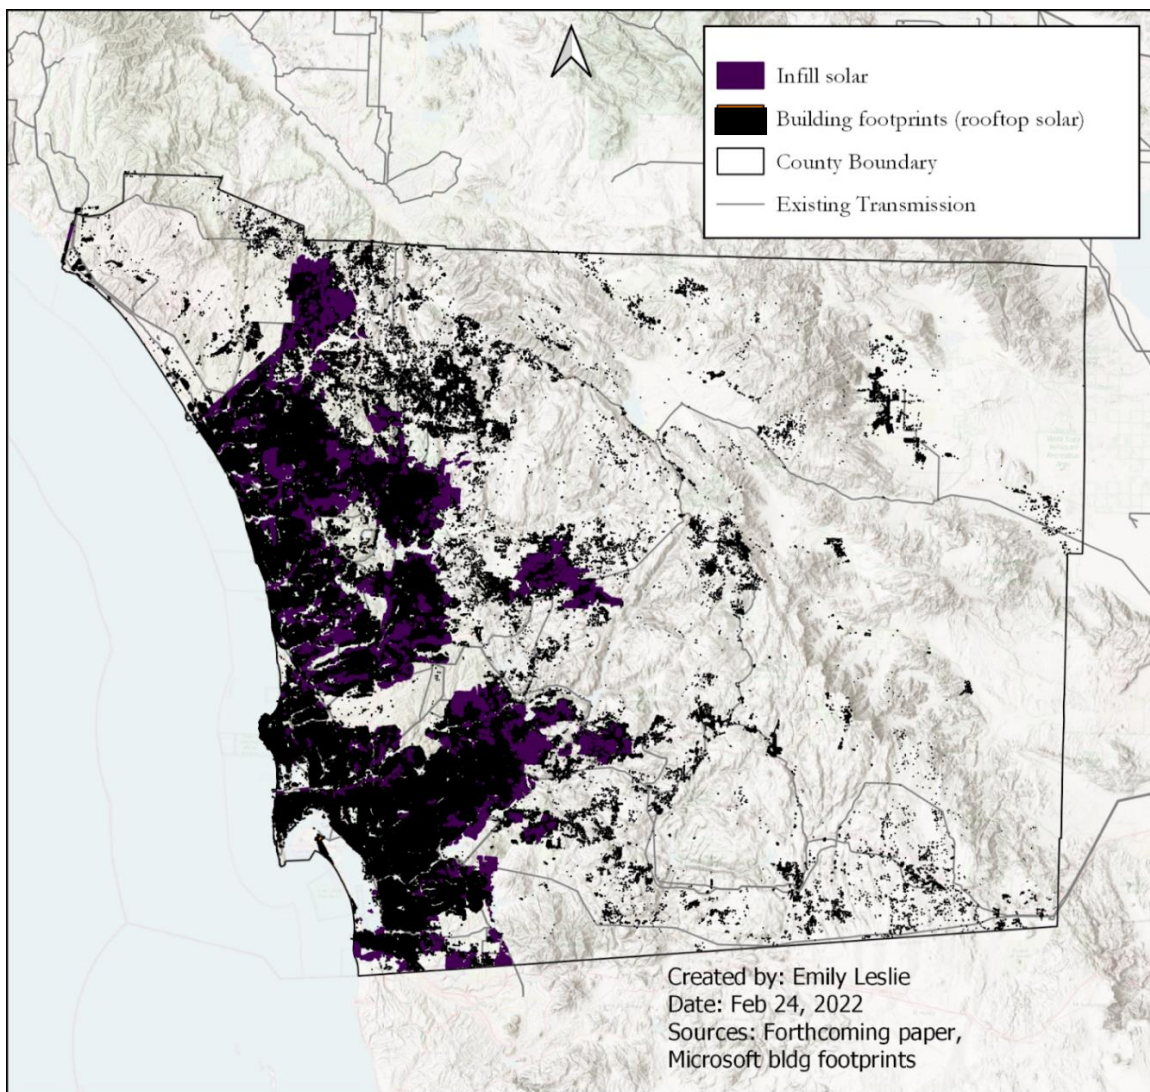 Infill solar
Building footprints (rooftop solar)
County Boundary
Existing Transmission
Created by: Emily Leslie
Date: Feb 24, 2022
Sources: Forthcoming paper,
Microsoft bldg footprints